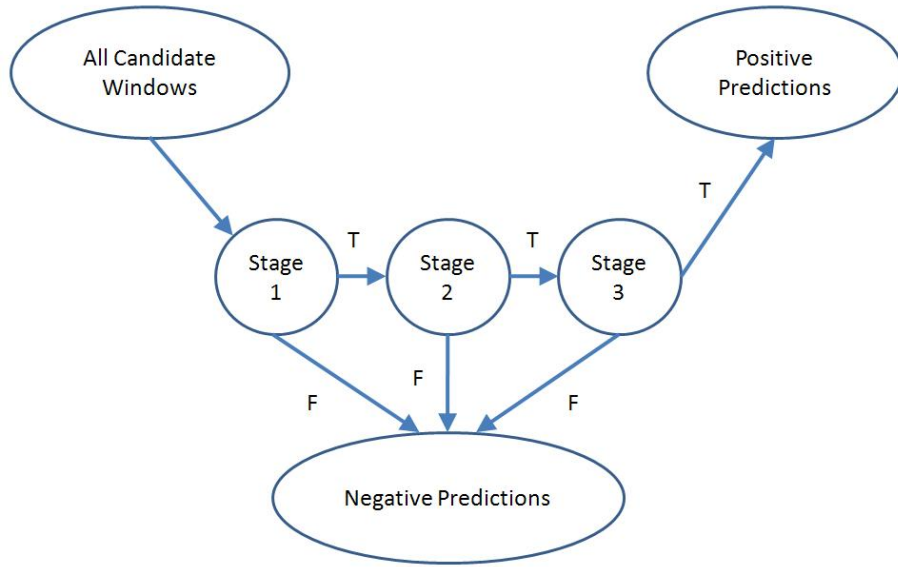 All Candidate
Windows
Positive
Predictions
T
T
T
Stage
1
Stage
2
Stage
3
F
F
F
Negative Predictions